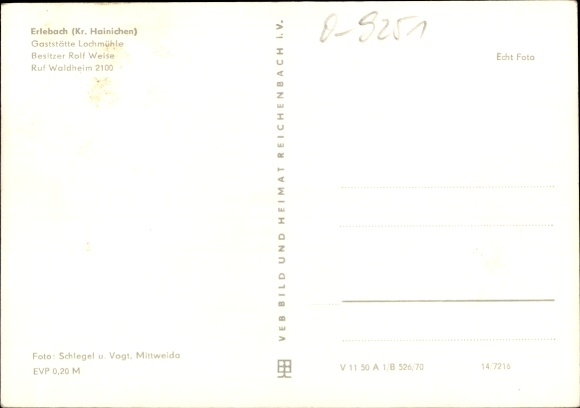 Erlebach (Kr. Hainichen)
Gaststätte Lochmühle
Besitzer Rolf Weise
Ruf Waldheim 2100
Foto: Schlegel u. Vogt, Mittweida
EVP 0,20 M
VEB BILD UND HEIMAT REICHENBACH I.V.
O-9251
Echt Foto
V 11 50 A 1/B 526/70 14/7216